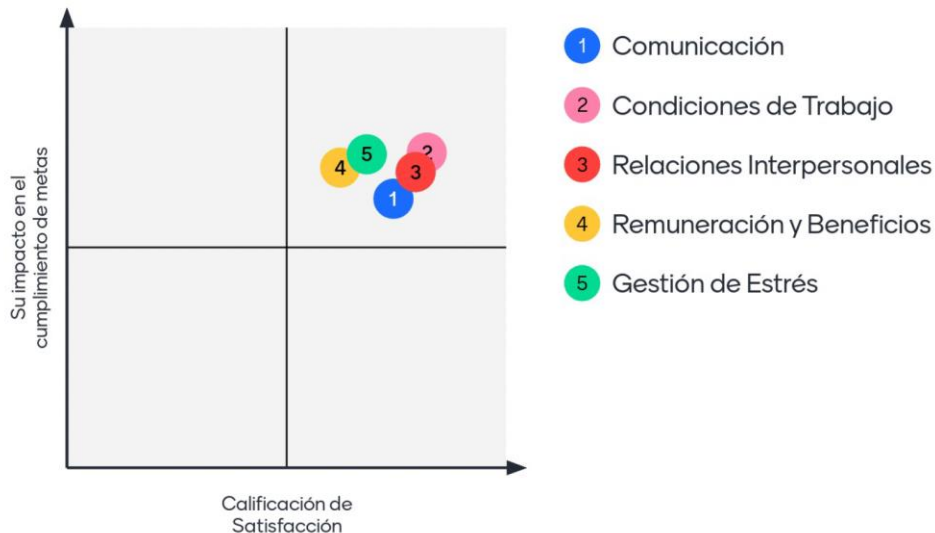 Su impacto en el
cumplimiento de metas
4
5
2
3
1
Calificación de
Satisfacción
1 Comunicación
2 Condiciones de Trabajo
3 Relaciones Interpersonales
4 Remuneración y Beneficios
5 Gestión de Estrés